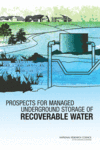 PROSPECTS FOR MANAGED
UNDERGROUND STORAGE OF
RECOVERABLE WATER